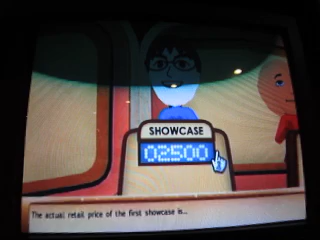 SHOWCASE
02500
The actual retail price of the first showcase is...